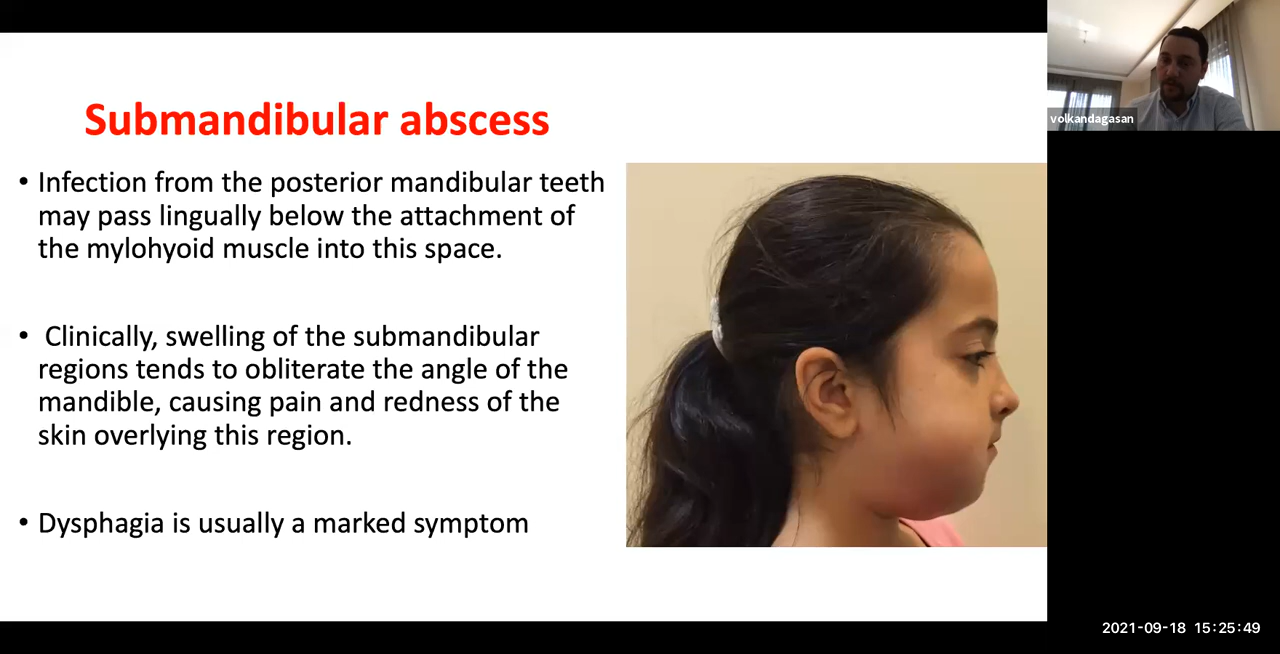 Submandibular abscess
• Infection from the posterior mandibular teeth
may pass lingually below the attachment of
the mylohyoid muscle into this space.
• Clinically, swelling of the submandibular
regions tends to obliterate the angle of the
mandible, causing pain and redness of the
skin overlying this region.
• Dysphagia is usually a marked symptom
volkandagasan
2021-09-18 15:25:49